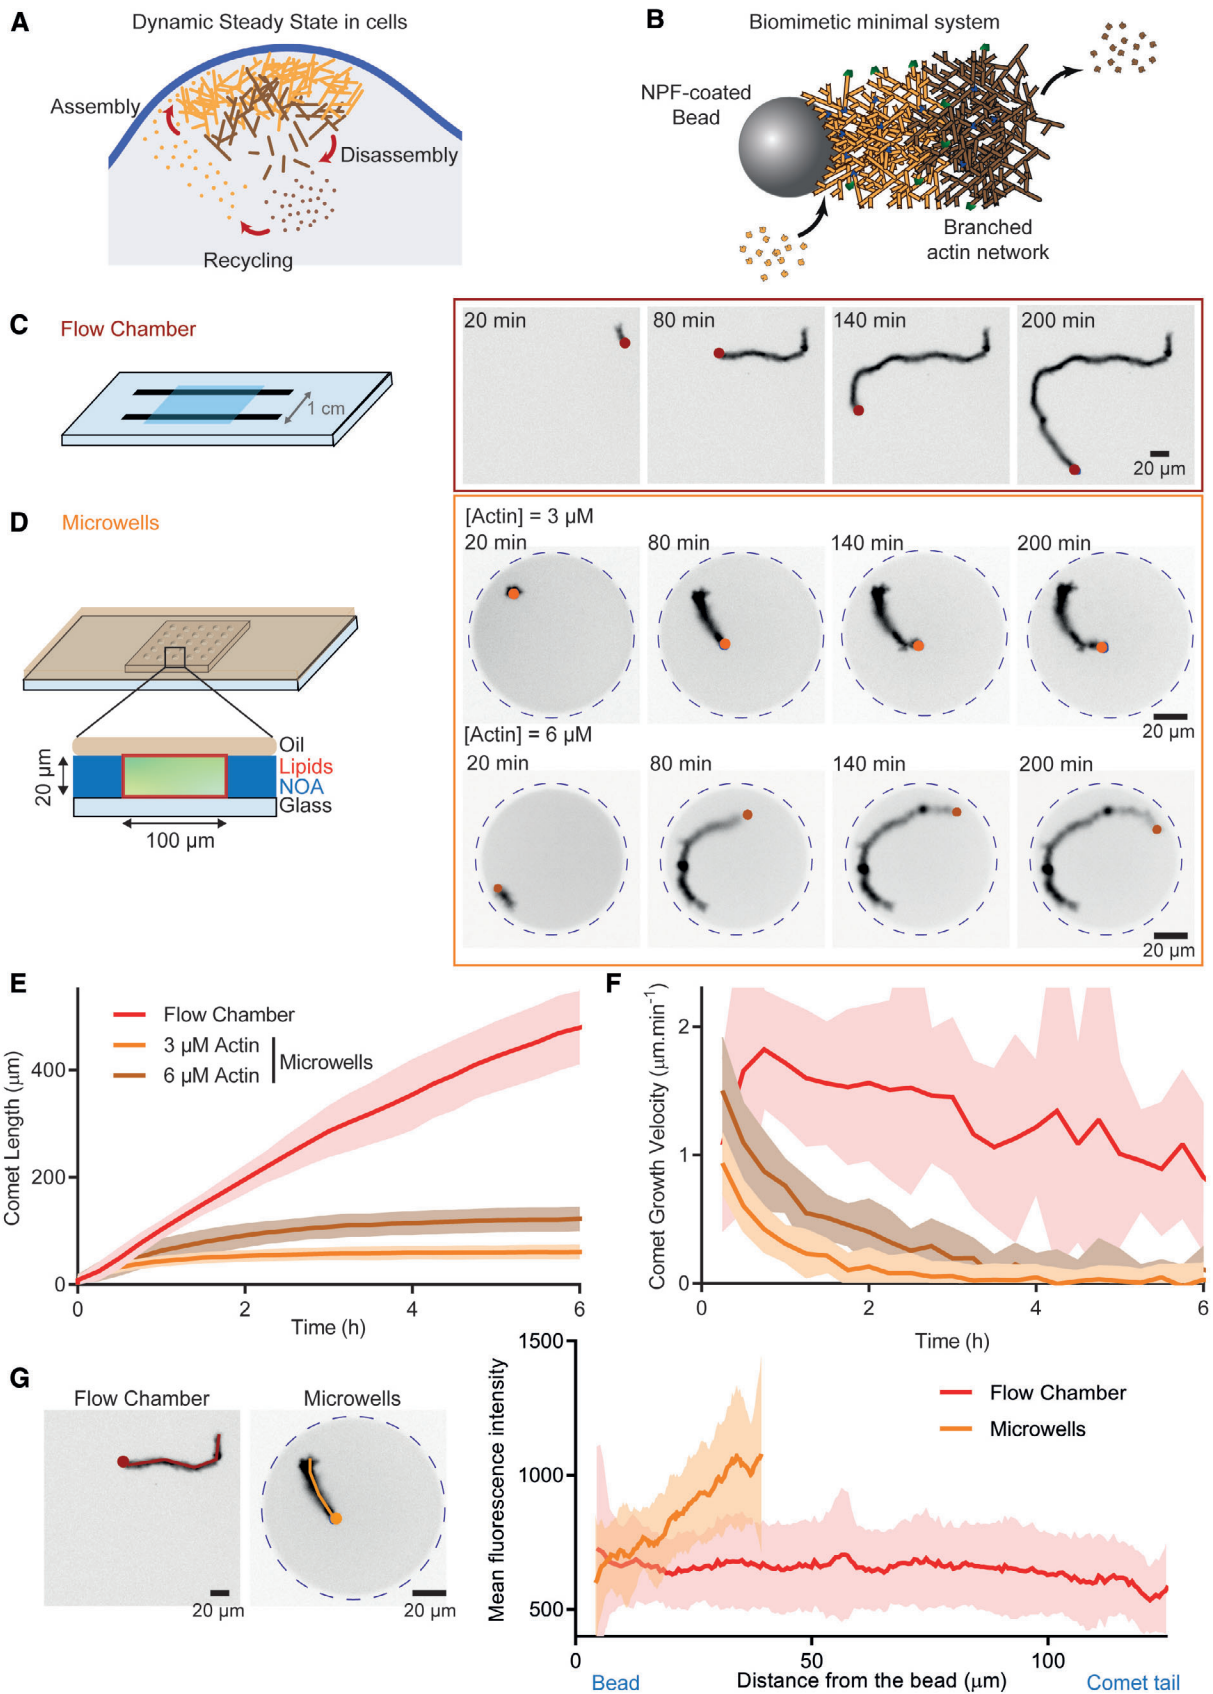 A
Dynamic Steady State in cells
Assembly
Disassembly
Recycling
B
Biomimetic minimal system
NPF-coated
Bead
Branched
actin network
C
Flow Chamber
1 cm
20 min
80 min
140 min
200 min
20 µm
D
Microwells
Oil
Lipids
NOA
Glass
20 µm
100 µm
[Actin] = 3 µM
20 min
80 min
140 min
200 min
20 µm
[Actin] = 6 µM
20 min
80 min
140 min
200 min
20 µm
E
Comet Length (µm)
400
200
0
Flow Chamber
3 µM Actin
6 µM Actin
Microwells
0
2
4
6
Time (h)
F
Comet Growth Velocity (µm.min⁻¹)
2
1
0
0
2
4
6
Time (h)
G
Flow Chamber
Microwells
20 µm
20 µm
Mean fluorescence intensity
1500
1000
500
Flow Chamber
Microwells
0
50
100
Bead
Distance from the bead (µm)
Comet tail